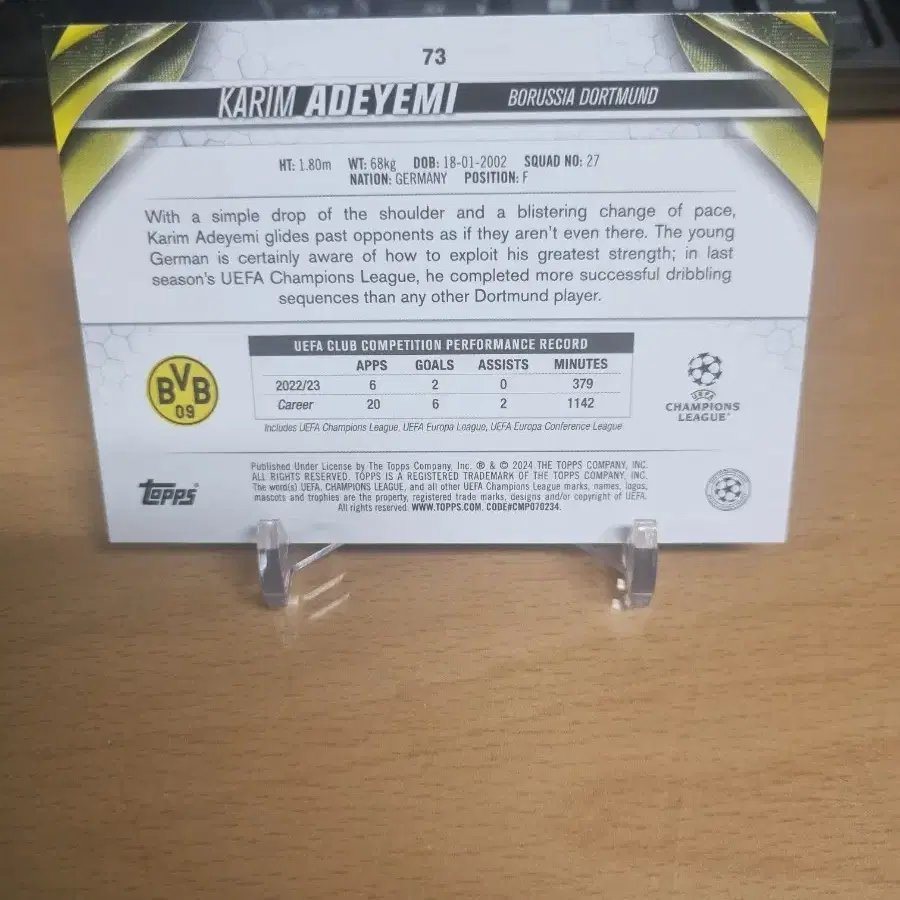 73
KARIM ADEYEMI BORUSSIA DORTMUND
HT: 1.80m WT: 68kg DOB: 18-01-2002 SQUAD NO: 27
NATION: GERMANY POSITION: F
With a simple drop of the shoulder and a blistering change of pace,
Karim Adeyemi glides past opponents as if they aren't even there. The young
German is certainly aware of how to exploit his greatest strength; in last
season's UEFA Champions League, he completed more successful dribbling
sequences than any other Dortmund player.
UEFA CLUB COMPETITION PERFORMANCE RECORD
APPS GOALS ASSISTS MINUTES
2022/23 6 2 0 379
Career 20 6 2 1142
Includes UEFA Champions League, UEFA Europa League, UEFA Europa Conference League
BVB
09
UEFA
CHAMPIONS
LEAGUE
topps
Published Under License by The Topps Company, Inc. ® & © 2024 THE TOPPS COMPANY, INC.
ALL RIGHTS RESERVED. TOPPS IS A REGISTERED TRADEMARK OF THE TOPPS COMPANY, INC.
The word(s) UEFA, CHAMPIONS LEAGUE, and all other UEFA Champions League marks, names, logos,
mascots and trophies are the property, registered trade marks, designs and/or copyright of UEFA.
All rights reserved. WWW.TOPPS.COM. CODE#CMP070234.